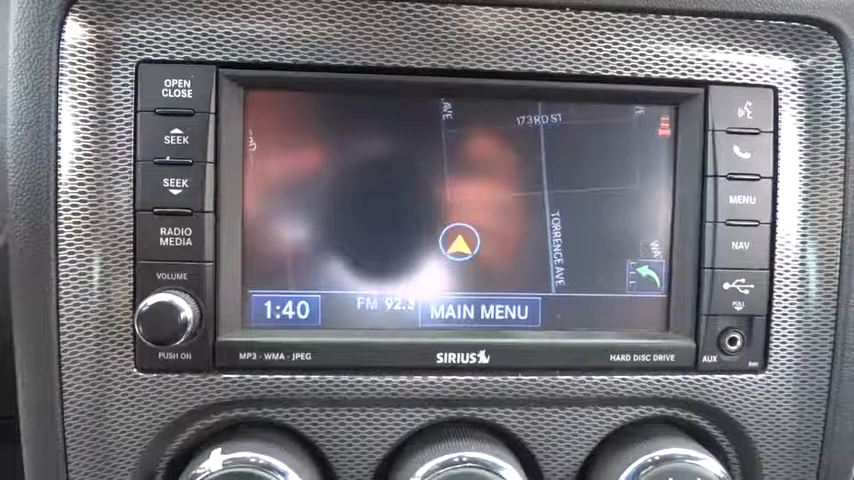 OPEN
CLOSE
SEEK
SEEK
RADIO
MEDIA
VOLUME
PUSH ON
AVE
173RD ST
TORRENCE AVE
1:40
FM 92.3
MAIN MENU
MP3 · WMA · JPEG
SIRIUS
HARD DISC DRIVE
MENU
NAV
PULL
AUX